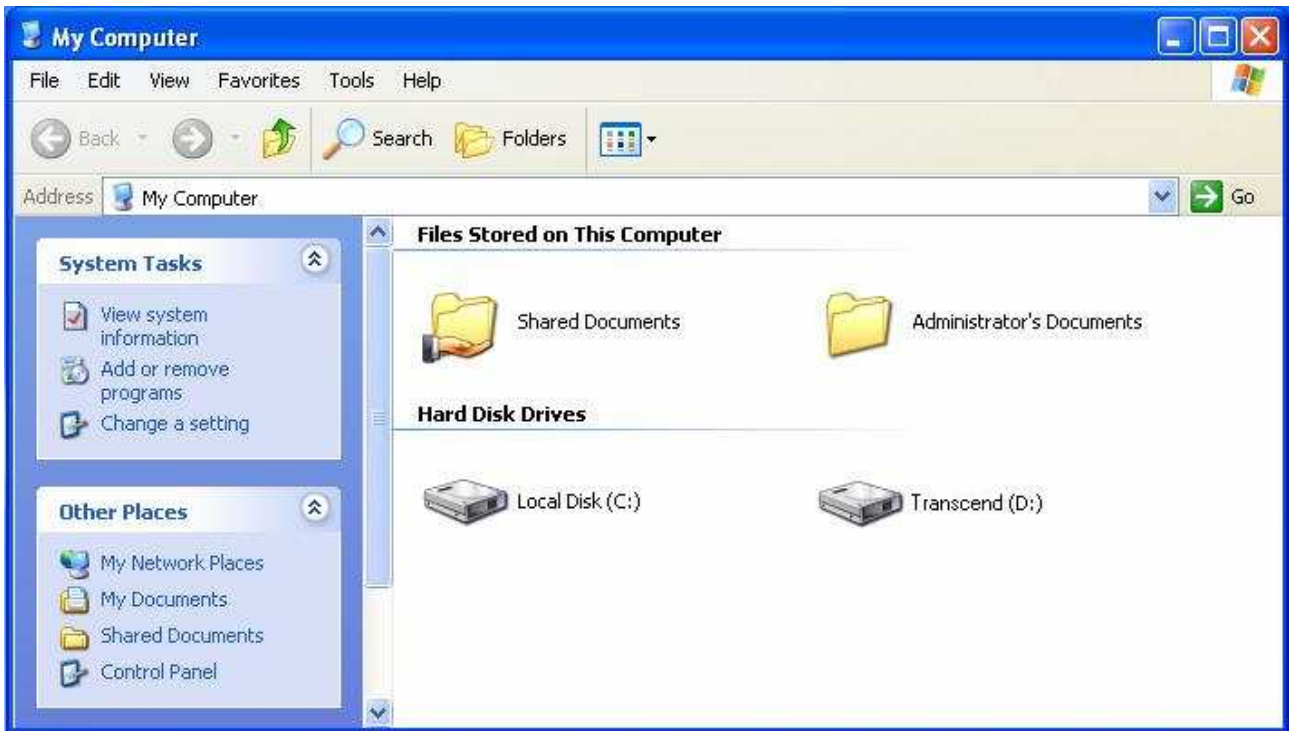 My Computer
File Edit View Favorites Tools Help
Back Search Folders
Address My Computer Go
System Tasks
View system
information
Add or remove
programs
Change a setting
Other Places
My Network Places
My Documents
Shared Documents
Control Panel
Files Stored on This Computer
Shared Documents Administrator's Documents
Hard Disk Drives
Local Disk (C:) Transcend (D:)